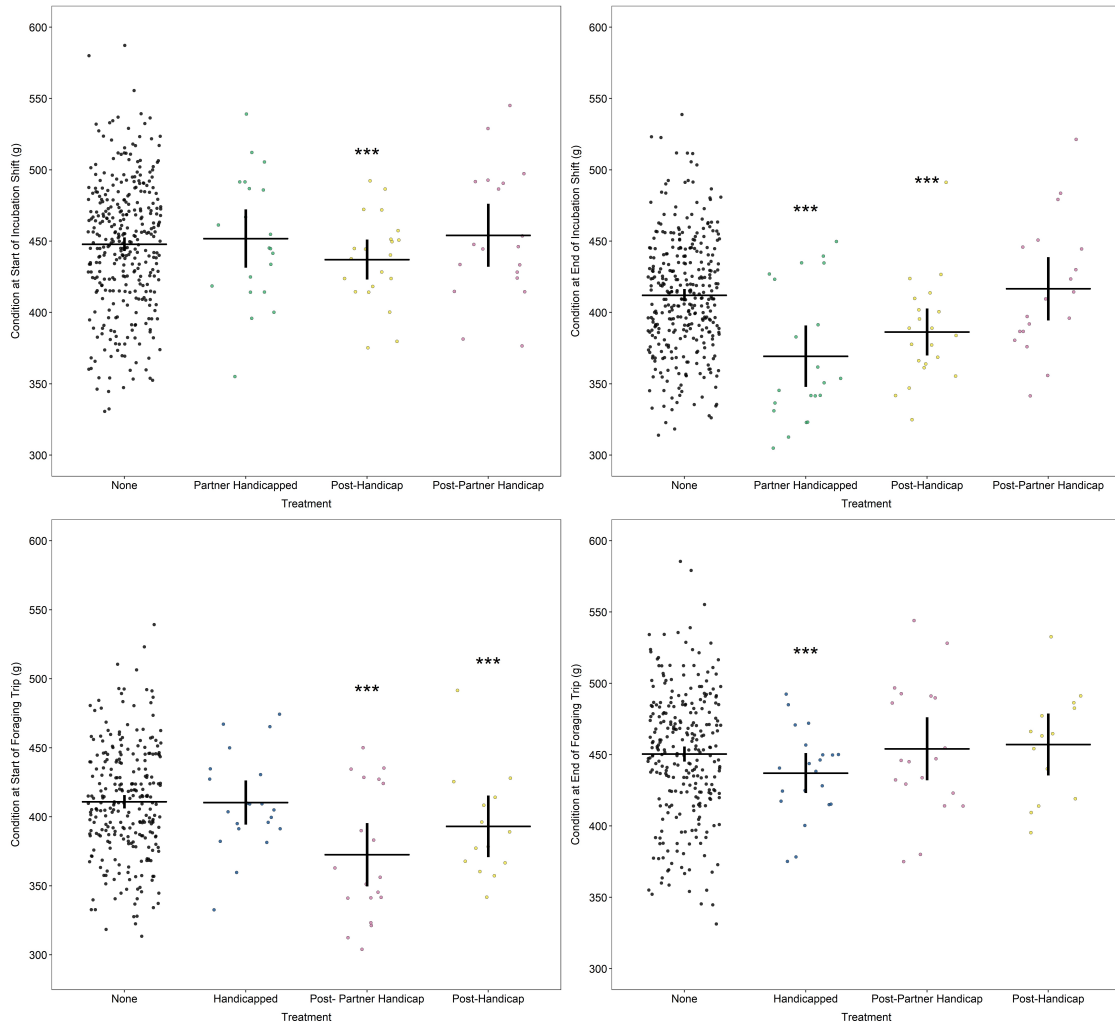 Condition at Start of Incubation Shift (g)
600
550
500
450
400
350
300
***
None
Partner Handicapped
Post-Handicap
Post-Partner Handicap
Treatment
Condition at End of Incubation Shift (g)
600
550
500
450
400
350
300
***
***
None
Partner Handicapped
Post-Handicap
Post-Partner Handicap
Treatment
Condition at Start of Foraging Trip (g)
600
550
500
450
400
350
300
***
***
None
Handicapped
Post- Partner Handicap
Post-Handicap
Treatment
Condition at End of Foraging Trip (g)
600
550
500
450
400
350
300
***
None
Handicapped
Post-Partner Handicap
Post-Handicap
Treatment